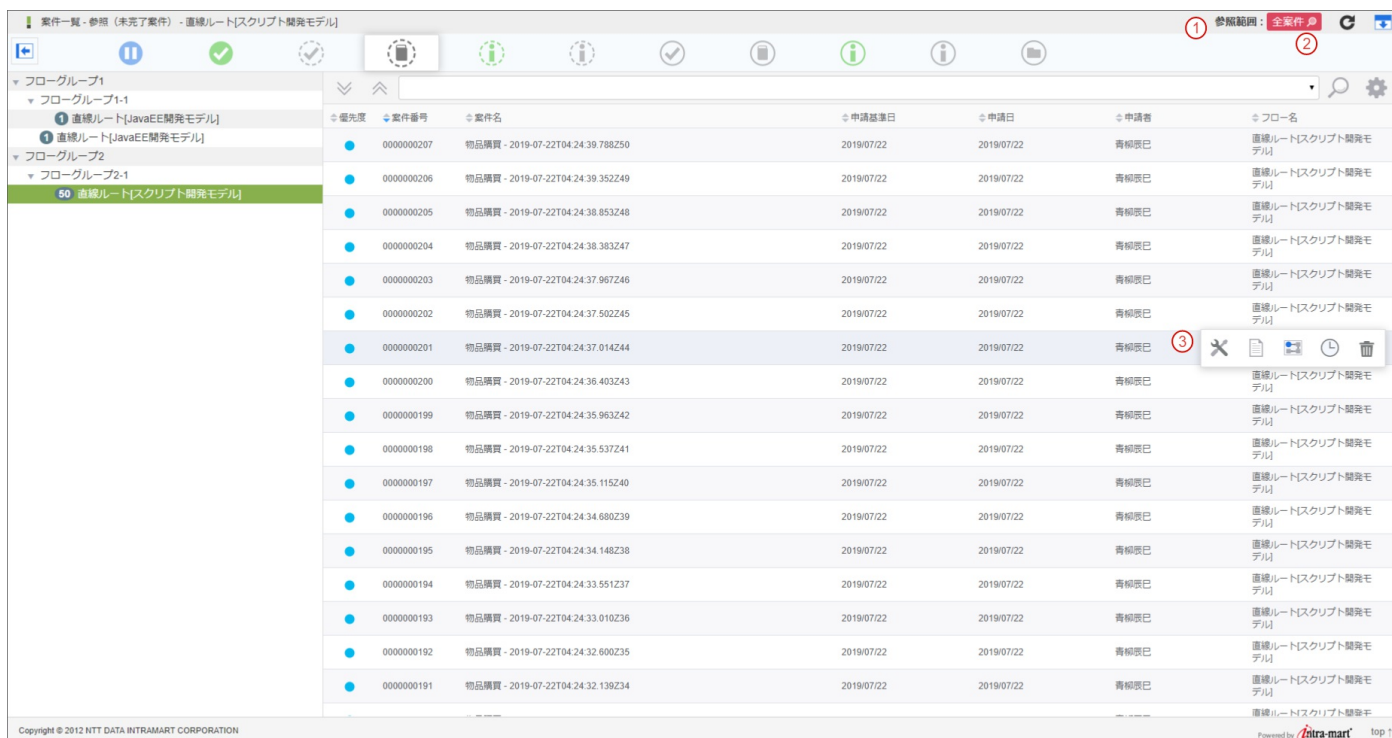 案件一覧 - 参照（未完了案件） - 直線ルート[スクリプト開発モデル]
① 参照範囲： 全案件
②
フローグループ1
フローグループ1-1
1 直線ルート[JavaEE開発モデル]
1 直線ルート[JavaEE開発モデル]
フローグループ2
フローグループ2-1
50 直線ルート[スクリプト開発モデル]
優先度 案件番号 案件名 申請基準日 申請日 申請者 フロー名
0000000207 物品購買 - 2019-07-22T04:24:39.788Z50 2019/07/22 2019/07/22 青柳辰巳 直線ルート[スクリプト開発モ
デル]
0000000206 物品購買 - 2019-07-22T04:24:39.352Z49 2019/07/22 2019/07/22 青柳辰巳 直線ルート[スクリプト開発モ
デル]
0000000205 物品購買 - 2019-07-22T04:24:38.853Z48 2019/07/22 2019/07/22 青柳辰巳 直線ルート[スクリプト開発モ
デル]
0000000204 物品購買 - 2019-07-22T04:24:38.383Z47 2019/07/22 2019/07/22 青柳辰巳 直線ルート[スクリプト開発モ
デル]
0000000203 物品購買 - 2019-07-22T04:24:37.967Z46 2019/07/22 2019/07/22 青柳辰巳 直線ルート[スクリプト開発モ
デル]
0000000202 物品購買 - 2019-07-22T04:24:37.502Z45 2019/07/22 2019/07/22 青柳辰巳 直線ルート[スクリプト開発モ
デル]
0000000201 物品購買 - 2019-07-22T04:24:37.014Z44 2019/07/22 2019/07/22 青柳辰巳 ③
0000000200 物品購買 - 2019-07-22T04:24:36.403Z43 2019/07/22 2019/07/22 青柳辰巳 直線ルート[スクリプト開発モ
デル]
0000000199 物品購買 - 2019-07-22T04:24:35.963Z42 2019/07/22 2019/07/22 青柳辰巳 直線ルート[スクリプト開発モ
デル]
0000000198 物品購買 - 2019-07-22T04:24:35.537Z41 2019/07/22 2019/07/22 青柳辰巳 直線ルート[スクリプト開発モ
デル]
0000000197 物品購買 - 2019-07-22T04:24:35.115Z40 2019/07/22 2019/07/22 青柳辰巳 直線ルート[スクリプト開発モ
デル]
0000000196 物品購買 - 2019-07-22T04:24:34.680Z39 2019/07/22 2019/07/22 青柳辰巳 直線ルート[スクリプト開発モ
デル]
0000000195 物品購買 - 2019-07-22T04:24:34.148Z38 2019/07/22 2019/07/22 青柳辰巳 直線ルート[スクリプト開発モ
デル]
0000000194 物品購買 - 2019-07-22T04:24:33.551Z37 2019/07/22 2019/07/22 青柳辰巳 直線ルート[スクリプト開発モ
デル]
0000000193 物品購買 - 2019-07-22T04:24:33.010Z36 2019/07/22 2019/07/22 青柳辰巳 直線ルート[スクリプト開発モ
デル]
0000000192 物品購買 - 2019-07-22T04:24:32.600Z35 2019/07/22 2019/07/22 青柳辰巳 直線ルート[スクリプト開発モ
デル]
0000000191 物品購買 - 2019-07-22T04:24:32.139Z34 2019/07/22 2019/07/22 青柳辰巳 直線ルート[スクリプト開発モ
デル]
直線ルート[スクリプト開発モ
Copyright © 2012 NTT DATA INTRAMART CORPORATION Powered by intra-mart top ↑